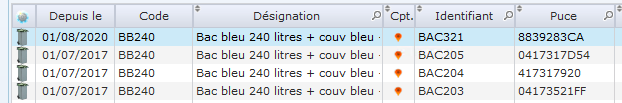 Depuis le Code Désignation Cpt. Identifiant Puce
01/08/2020 BB240 Bac bleu 240 litres + couv bleu - BAC321 8839283CA
01/07/2017 BB240 Bac bleu 240 litres + couv bleu - BAC205 0417317D54
01/07/2017 BB240 Bac bleu 240 litres + couv bleu - BAC204 417317920
01/07/2017 BB240 Bac bleu 240 litres + couv bleu - BAC203 04173521FF